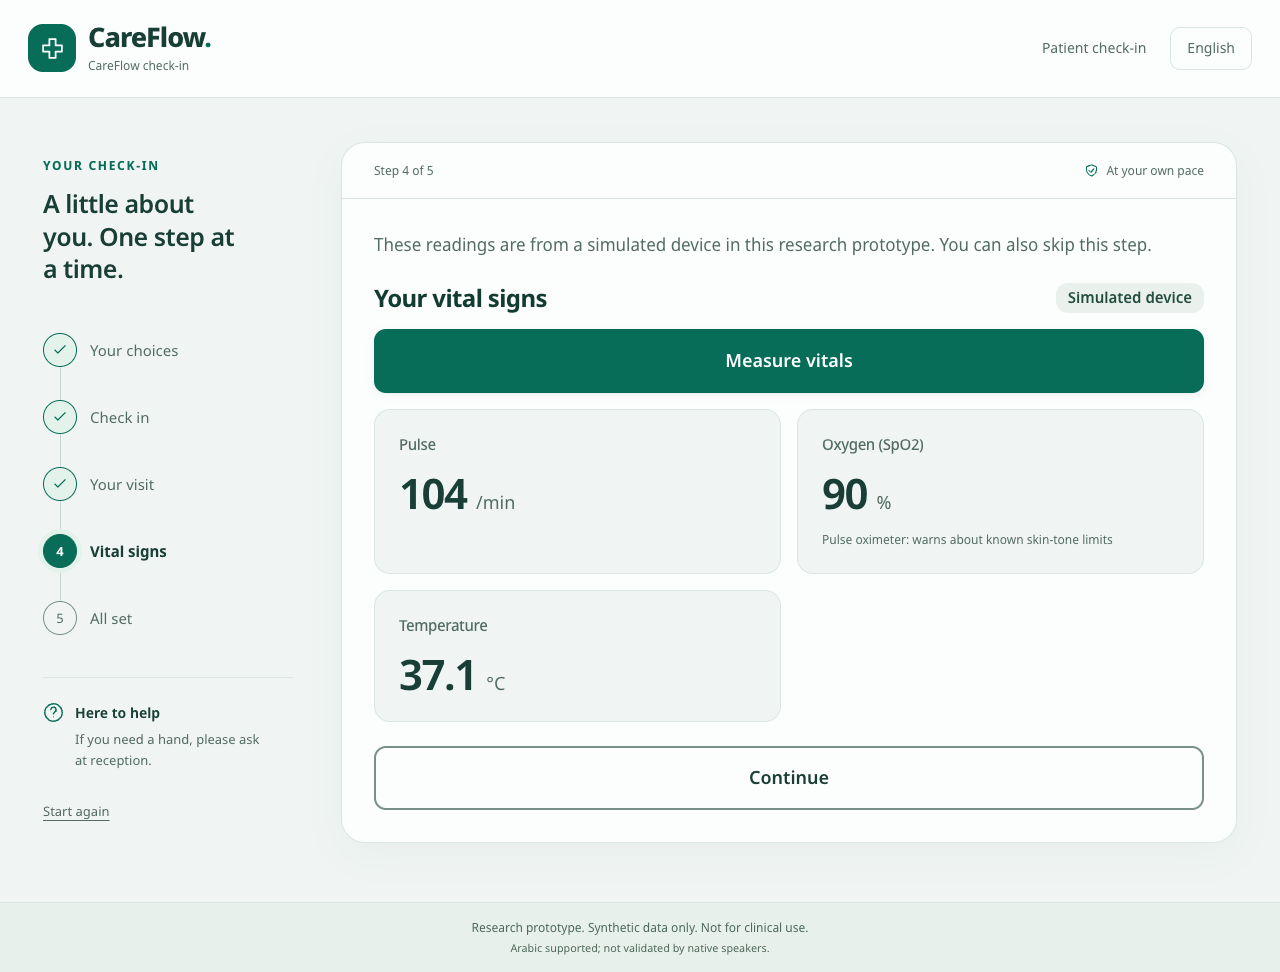 CareFlow.
CareFlow check-in
Patient check-in
English
YOUR CHECK-IN
A little about
you. One step at
a time.
Your choices
Check in
Your visit
4
Vital signs
5
All set
Here to help
If you need a hand, please ask
at reception.
Start again
Step 4 of 5
At your own pace
These readings are from a simulated device in this research prototype. You can also skip this step.
Your vital signs
Simulated device
Measure vitals
Pulse
104 /min
Oxygen (SpO2)
90 %
Pulse oximeter: warns about known skin-tone limits
Temperature
37.1 °C
Continue
Research prototype. Synthetic data only. Not for clinical use.
Arabic supported; not validated by native speakers.